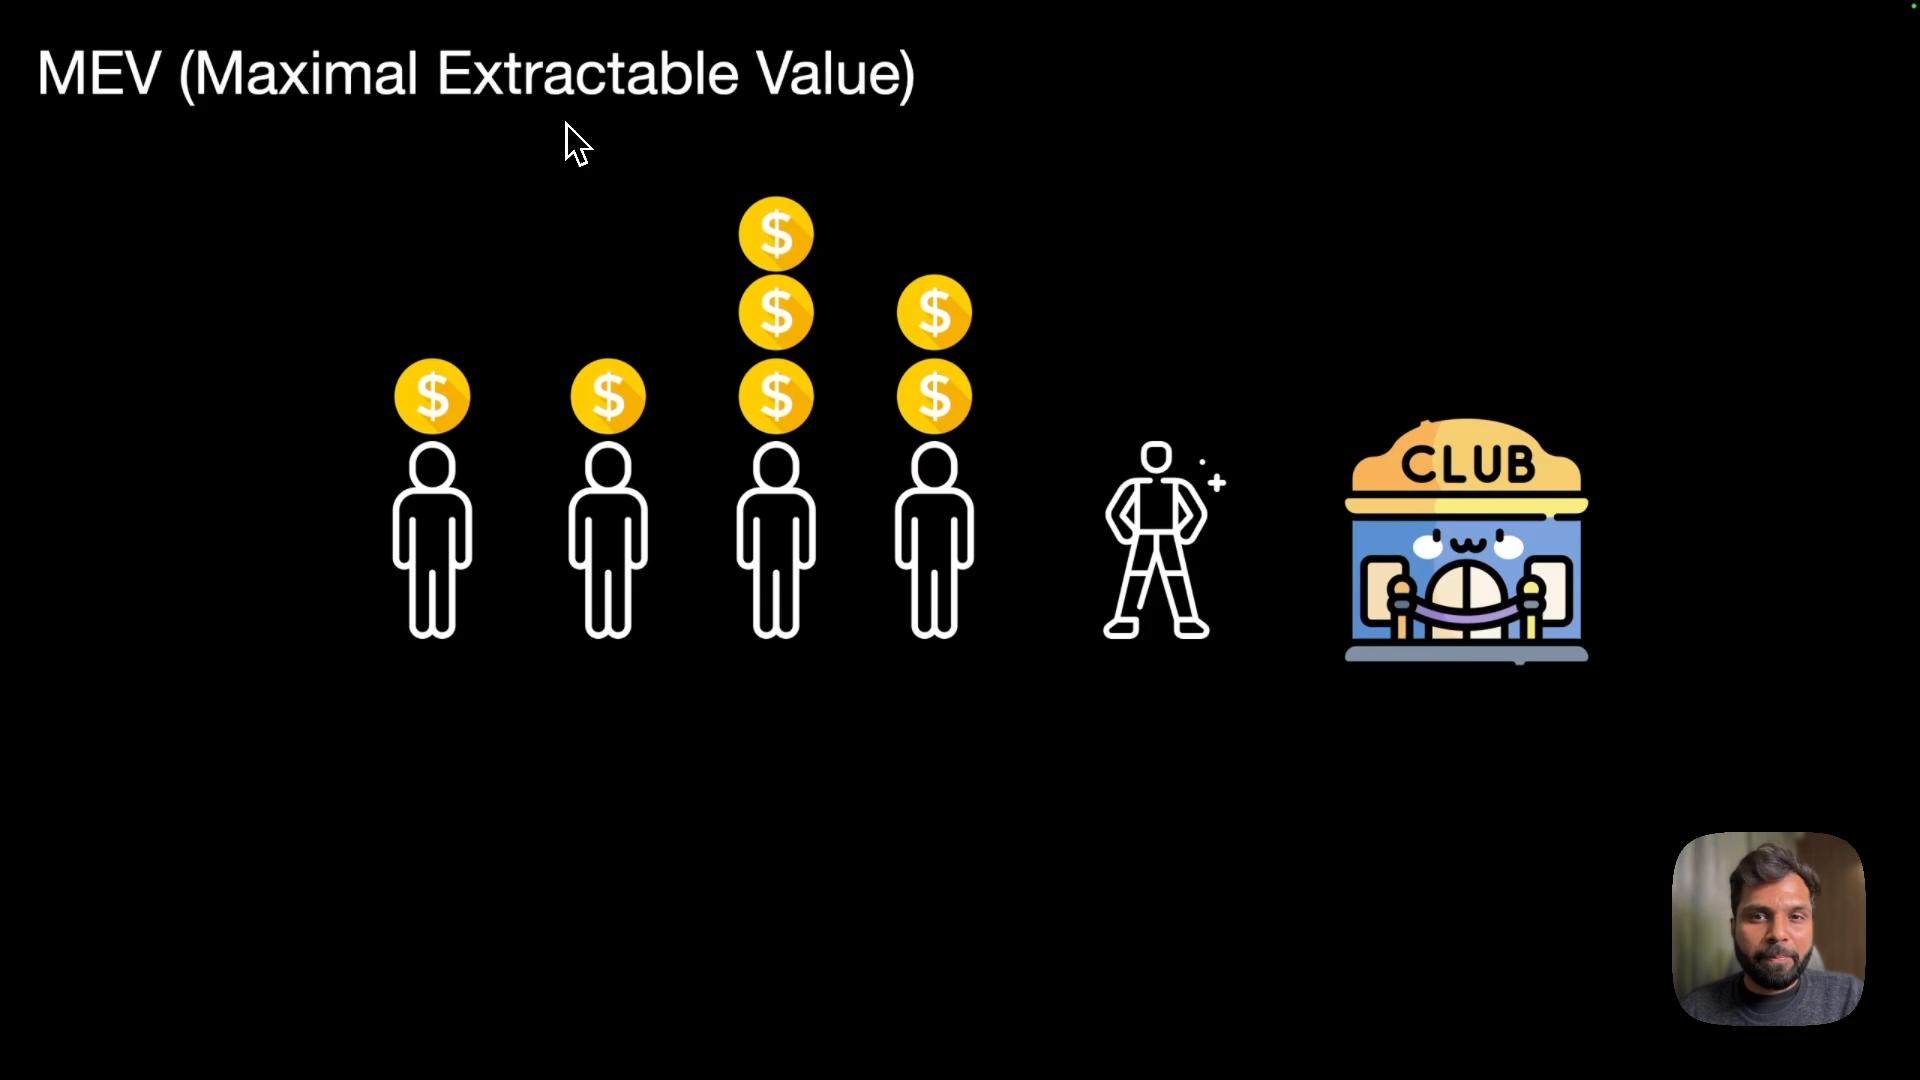 MEV (Maximal Extractable Value)
$
$ $
$ $ $ $
CLUB